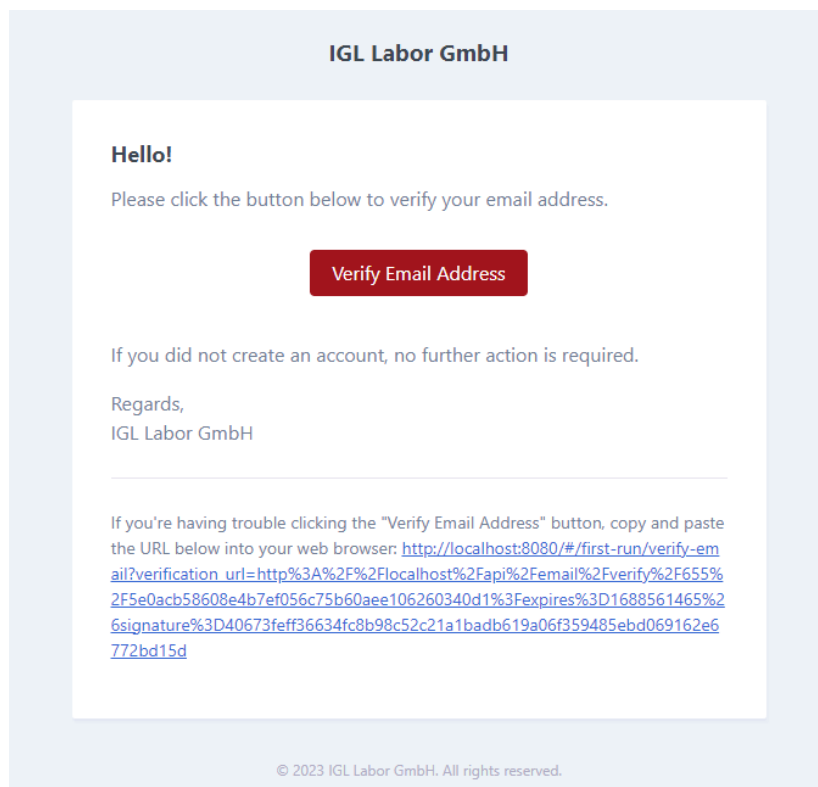 IGL Labor GmbH
Hello!
Please click the button below to verify your email address.
Verify Email Address
If you did not create an account, no further action is required.
Regards,
IGL Labor GmbH
If you're having trouble clicking the "Verify Email Address" button, copy and paste
the URL below into your web browser: http://localhost:8080/#/first-run/verify-em
ail?verification_url=http%3A%2F%2Flocalhost%2Fapi%2Femail%2Fverify%2F655%
2F5e0acb58608e4b7ef056c75b60aee106260340d1%3Fexpires%3D1688561465%2
6signature%3D40673feff36634fc8b98c52c21a1badb619a06f359485ebd069162e6
772bd15d
© 2023 IGL Labor GmbH. All rights reserved.